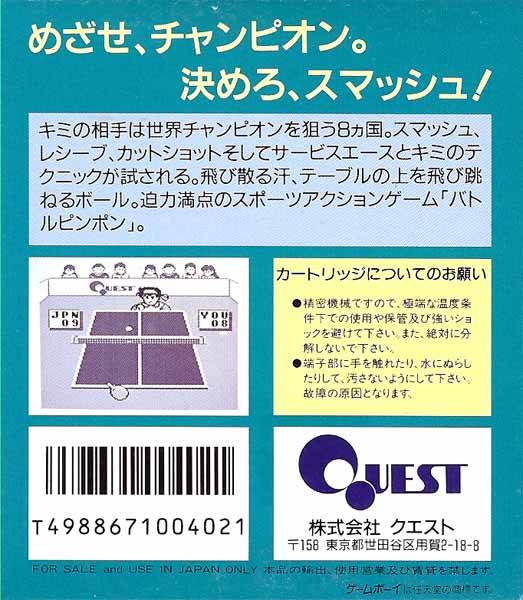 めざせ、チャンピオン。
決めろ、スマッシュ!
キミの相手は世界チャンピオンを狙う8ヵ国。スマッシュ、
レシーブ、カットショットそしてサービスエースとキミのテ
クニックが試される。飛び散る汗、テーブルの上を飛び跳
ねるボール。迫力満点のスポーツアクションゲーム「バト
ルピンポン」。
QUEST
JPN
09
YOU
08
カートリッジについてのお願い
●精密機械ですので、極端な温度条
件下での使用や保管及び強いショ
ックを避けて下さい。また、絶対に分
解しないで下さい。
●端子部に手を触れたり、水にぬらし
たりして、汚さないようにして下さい。
故障の原因となります。
T4988671004021
QUEST
株式会社 クエスト
〒158 東京都世田谷区用賀2-18-8
FOR SALE and USE IN JAPAN ONLY 本品の輸出、使用営業及び賃貸を禁じます。
ゲームボーイは任天堂の商標です。